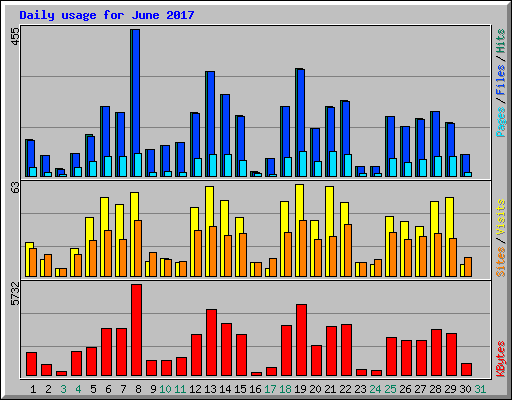 Daily usage for June 2017
455
Pages / Files / Hits
63
Sites / Visits
5732
KBytes
1 2 3 4 5 6 7 8 9 10 11 12 13 14 15 16 17 18 19 20 21 22 23 24 25 26 27 28 29 30 31